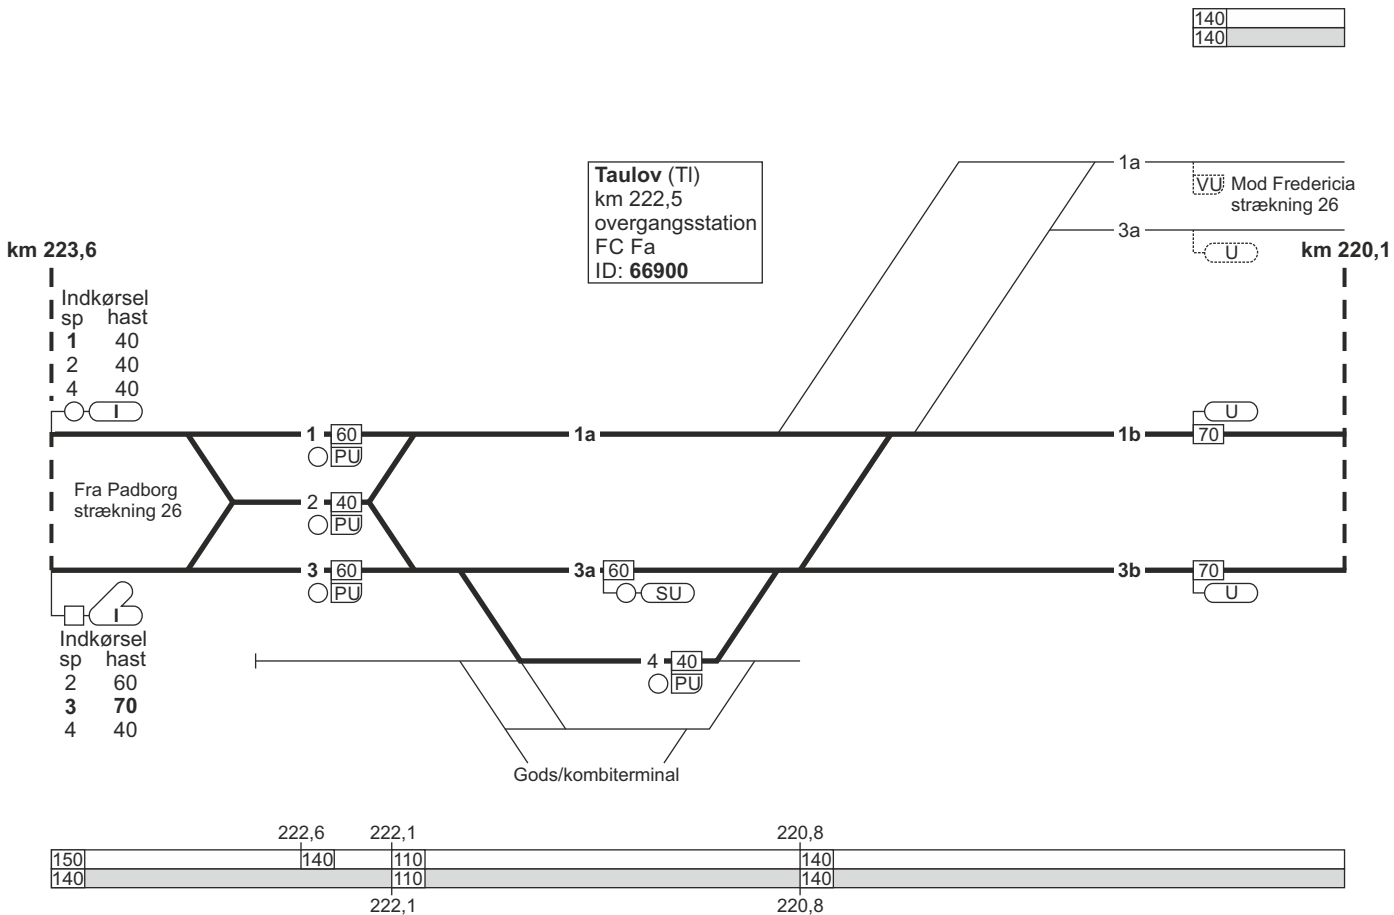 140
140
Taulov (Tl)
km 222,5
overgangsstation
FC Fa
ID: 66900
1a
VU
Mod Fredericia
strækning 26
3a
U
km 223,6
km 220,1
Indkørsel
sp hast
1 40
2 40
4 40
I
1 60
PU
1a
1b
U
70
Fra Padborg
strækning 26
2 40
PU
3 60
PU
3a 60
SU
3b
70
U
I
Indkørsel
sp hast
2 60
3 70
4 40
4 40
PU
Gods/kombiterminal
222,6 222,1 220,8
150 140 110 140
140 110 140
222,1 220,8